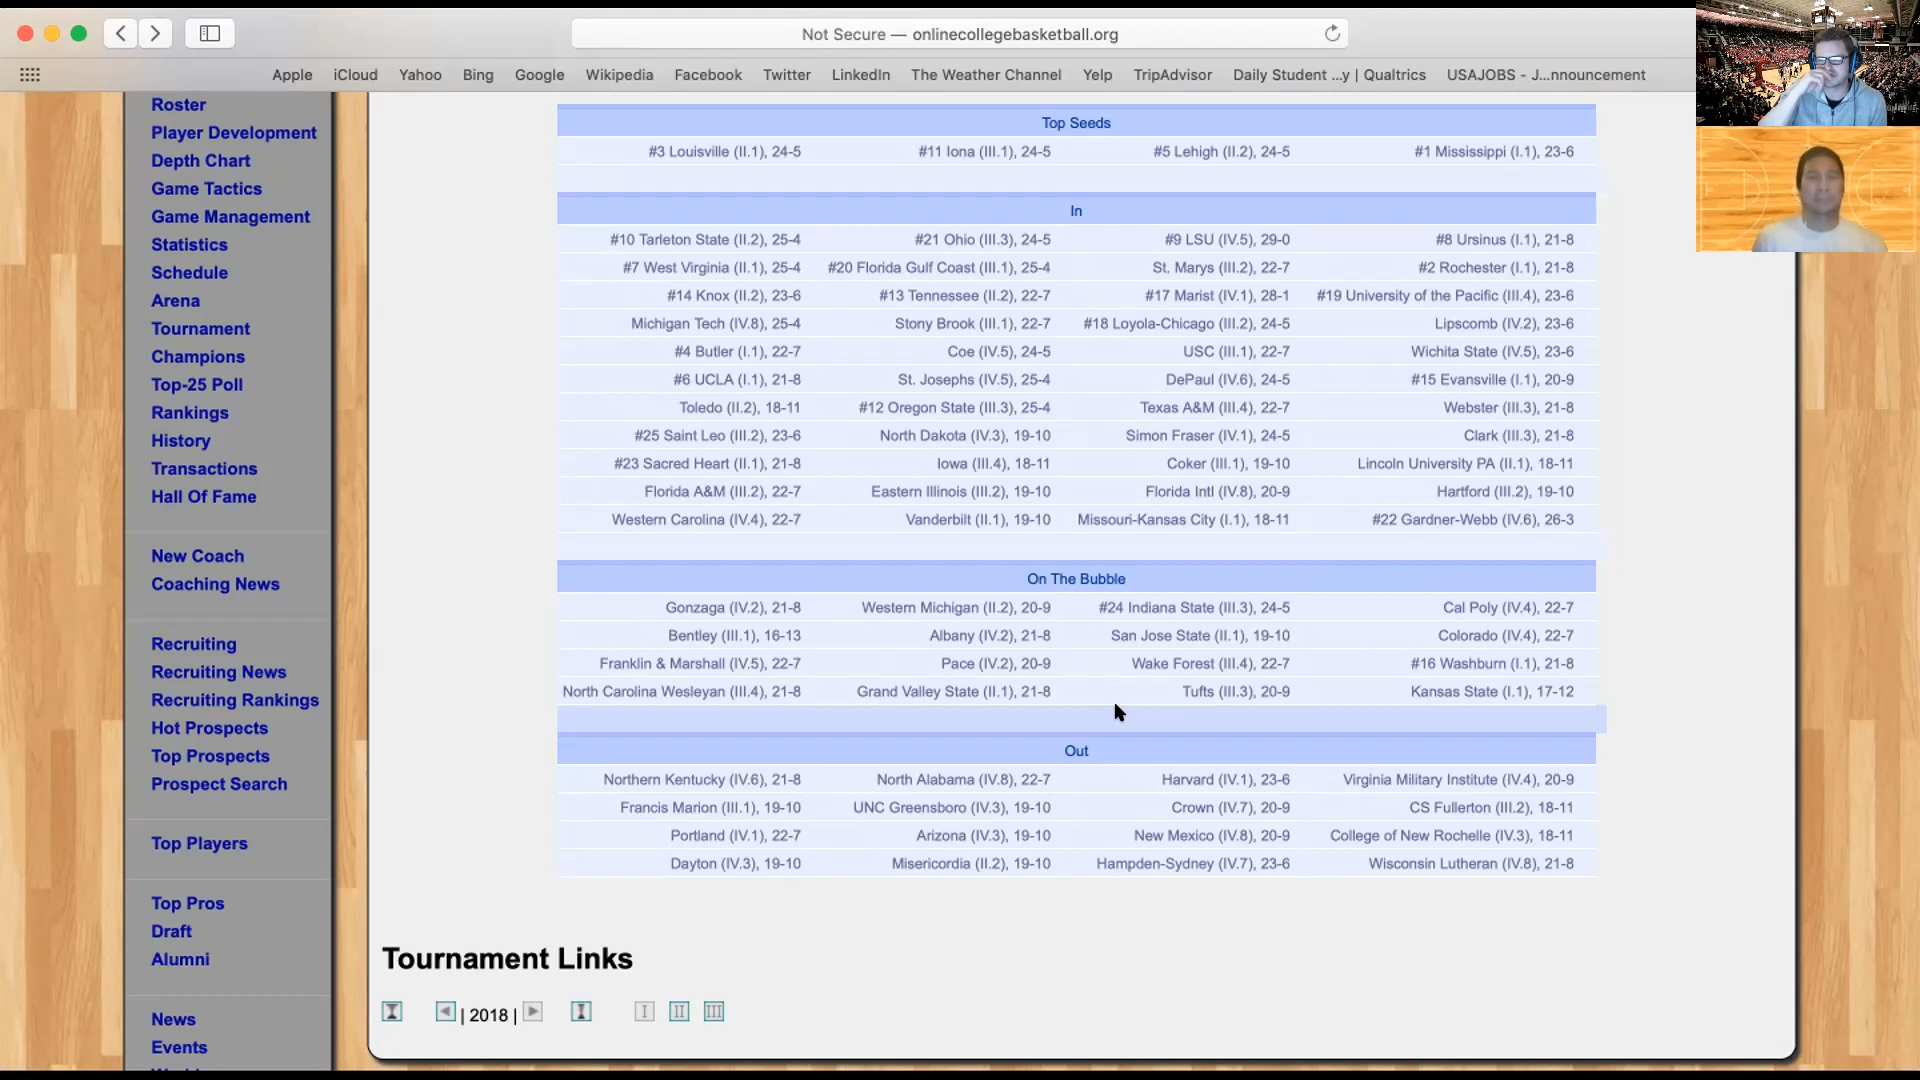 Not Secure — onlinecollegebasketball.org
Apple iCloud Yahoo Bing Google Wikipedia Facebook Twitter LinkedIn The Weather Channel Yelp TripAdvisor Daily Student ...y | Qualtrics USAJOBS - J...nnouncement
Roster
Player Development
Depth Chart
Game Tactics
Game Management
Statistics
Schedule
Arena
Tournament
Champions
Top-25 Poll
Rankings
History
Transactions
Hall Of Fame
New Coach
Coaching News
Recruiting
Recruiting News
Recruiting Rankings
Hot Prospects
Top Prospects
Prospect Search
Top Players
Top Pros
Draft
Alumni
News
Events
Top Seeds
#3 Louisville (II.1), 24-5 #11 Iona (III.1), 24-5 #5 Lehigh (II.2), 24-5 #1 Mississippi (I.1), 23-6
In
#10 Tarleton State (II.2), 25-4 #21 Ohio (III.3), 24-5 #9 LSU (IV.5), 29-0 #8 Ursinus (I.1), 21-8
#7 West Virginia (II.1), 25-4 #20 Florida Gulf Coast (III.1), 25-4 St. Marys (III.2), 22-7 #2 Rochester (I.1), 21-8
#14 Knox (II.2), 23-6 #13 Tennessee (II.2), 22-7 #17 Marist (IV.1), 28-1 #19 University of the Pacific (III.4), 23-6
Michigan Tech (IV.8), 25-4 Stony Brook (III.1), 22-7 #18 Loyola-Chicago (III.2), 24-5 Lipscomb (IV.2), 23-6
#4 Butler (I.1), 22-7 Coe (IV.5), 24-5 USC (III.1), 22-7 Wichita State (IV.5), 23-6
#6 UCLA (I.1), 21-8 St. Josephs (IV.5), 25-4 DePaul (IV.6), 24-5 #15 Evansville (I.1), 20-9
Toledo (II.2), 18-11 #12 Oregon State (III.3), 25-4 Texas A&M (III.4), 22-7 Webster (III.3), 21-8
#25 Saint Leo (III.2), 23-6 North Dakota (IV.3), 19-10 Simon Fraser (IV.1), 24-5 Clark (III.3), 21-8
#23 Sacred Heart (II.1), 21-8 Iowa (III.4), 18-11 Coker (III.1), 19-10 Lincoln University PA (II.1), 18-11
Florida A&M (III.2), 22-7 Eastern Illinois (III.2), 19-10 Florida Intl (IV.8), 20-9 Hartford (III.2), 19-10
Western Carolina (IV.4), 22-7 Vanderbilt (II.1), 19-10 Missouri-Kansas City (I.1), 18-11 #22 Gardner-Webb (IV.6), 26-3
On The Bubble
Gonzaga (IV.2), 21-8 Western Michigan (II.2), 20-9 #24 Indiana State (III.3), 24-5 Cal Poly (IV.4), 22-7
Bentley (III.1), 16-13 Albany (IV.2), 21-8 San Jose State (II.1), 19-10 Colorado (IV.4), 22-7
Franklin & Marshall (IV.5), 22-7 Pace (IV.2), 20-9 Wake Forest (III.4), 22-7 #16 Washburn (I.1), 21-8
North Carolina Wesleyan (III.4), 21-8 Grand Valley State (II.1), 21-8 Tufts (III.3), 20-9 Kansas State (I.1), 17-12
Out
Northern Kentucky (IV.6), 21-8 North Alabama (IV.8), 22-7 Harvard (IV.1), 23-6 Virginia Military Institute (IV.4), 20-9
Francis Marion (III.1), 19-10 UNC Greensboro (IV.3), 19-10 Crown (IV.7), 20-9 CS Fullerton (III.2), 18-11
Portland (IV.1), 22-7 Arizona (IV.3), 19-10 New Mexico (IV.8), 20-9 College of New Rochelle (IV.3), 18-11
Dayton (IV.3), 19-10 Misericordia (II.2), 19-10 Hampden-Sydney (IV.7), 23-6 Wisconsin Lutheran (IV.8), 21-8
Tournament Links
| 2018 | I II III